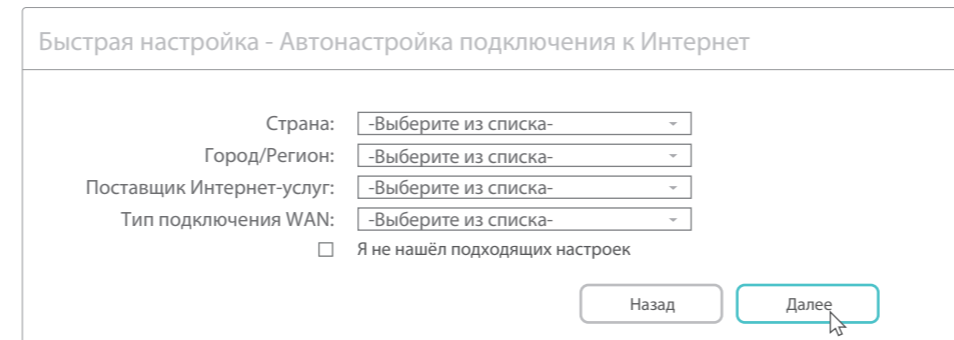 Быстрая настройка - Автонастройка подключения к Интернет
Страна: -Выберите из списка-
Город/Регион: -Выберите из списка-
Поставщик Интернет-услуг: -Выберите из списка-
Тип подключения WAN: -Выберите из списка-
Я не нашёл подходящих настроек
Назад Далее